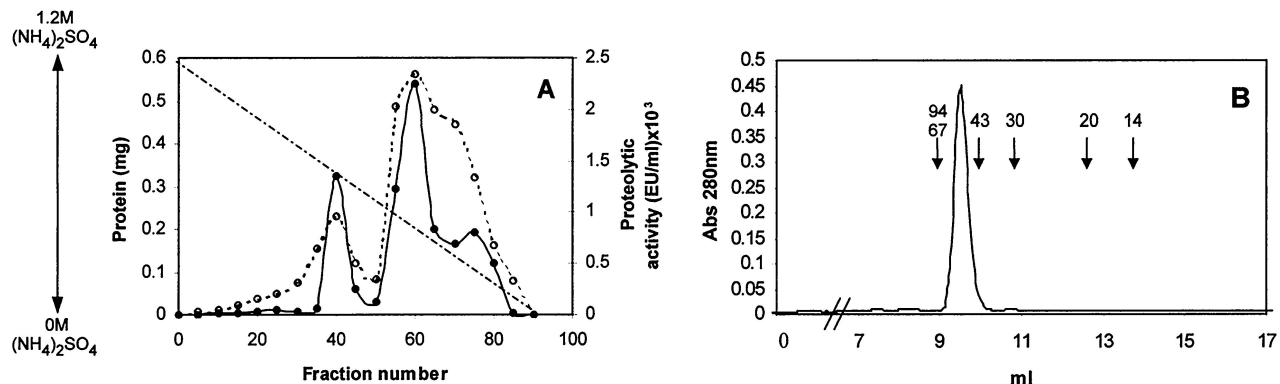 1.2M
(NH4)2SO4
0M
(NH4)2SO4
A
Protein (mg)
0.6
0.5
0.4
0.3
0.2
0.1
0
2.5
2
1.5
1
0.5
0
Proteolytic
activity (EU/ml)x10³
0 20 40 60 80 100
Fraction number
B
Abs 280nm
0.5
0.45
0.4
0.35
0.3
0.25
0.2
0.15
0.1
0.05
0
94
67 43 30 20 14
0 7 9 11 13 15 17
ml